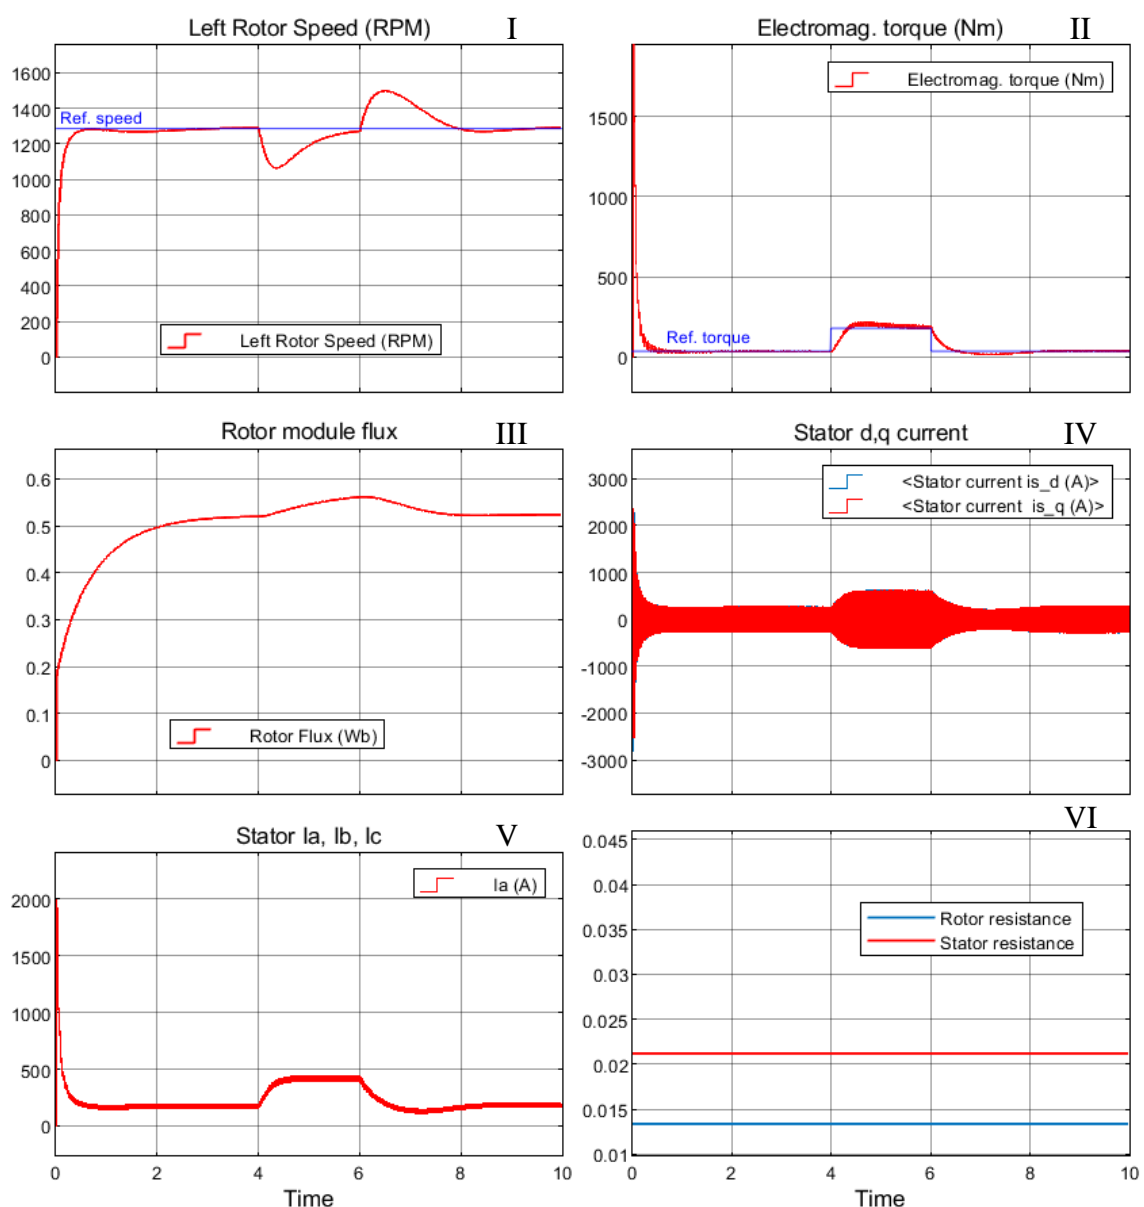 Left Rotor Speed (RPM) I
1600
1400
Ref. speed
1200
1000
800
600
400
200
Left Rotor Speed (RPM)
0
Electromag. torque (Nm) II
Electromag. torque (Nm)
1500
1000
500
Ref. torque
0
Rotor module flux III
0.6
0.5
0.4
0.3
0.2
0.1
Rotor Flux (Wb)
0
Stator d,q current IV
3000
<Stator current is_d (A)>
<Stator current is_q (A)>
2000
1000
0
-1000
-2000
-3000
Stator Ia, Ib, Ic V
Ia (A)
2000
1500
1000
500
0
0 2 4 6 8 10
Time
VI
0.045
0.04
Rotor resistance
Stator resistance
0.035
0.03
0.025
0.02
0.015
0.01
0 2 4 6 8 10
Time